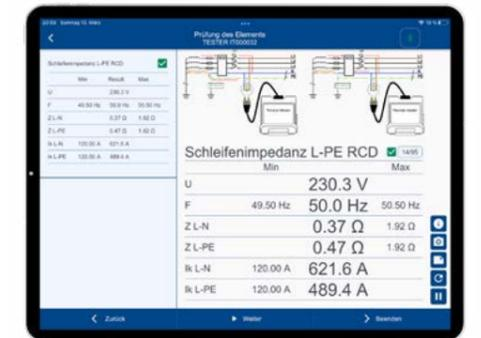 Prüfung des Elements
TESTER IT000032
Schleifenimpedanz L-PE RCD
Min Result Max
U 230.3 V
F 49.50 Hz 50.0 Hz 50.50 Hz
Z L-N 0.37 Ω 1.92 Ω
Z L-PE 0.47 Ω 1.92 Ω
Ik L-N 120.00 A 621.6 A
Ik L-PE 120.00 A 489.4 A
Schleifenimpedanz L-PE RCD 14/95
Min Max
U 230.3 V
F 49.50 Hz 50.0 Hz 50.50 Hz
Z L-N 0.37 Ω 1.92 Ω
Z L-PE 0.47 Ω 1.92 Ω
Ik L-N 120.00 A 621.6 A
Ik L-PE 120.00 A 489.4 A
Zurück Weiter Beenden